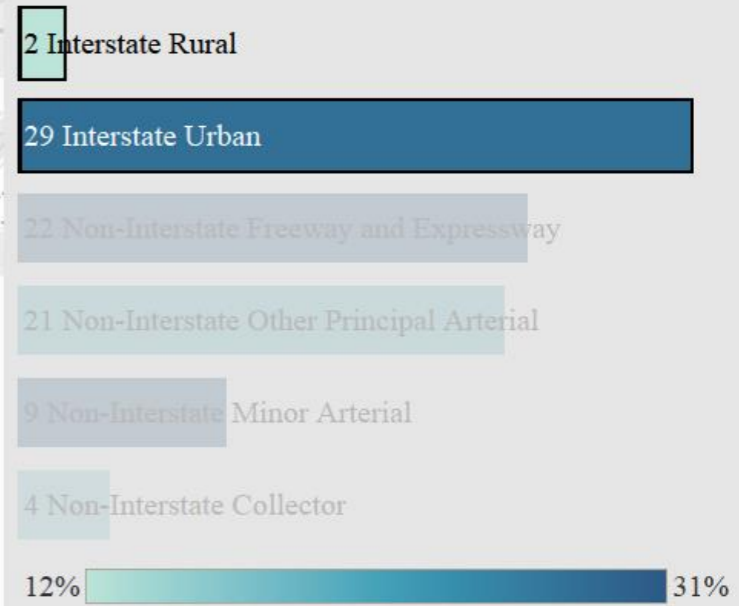 2 Interstate Rural
29 Interstate Urban
22 Non-Interstate Freeway and Expressway
21 Non-Interstate Other Principal Arterial
9 Non-Interstate Minor Arterial
4 Non-Interstate Collector
12% 31%